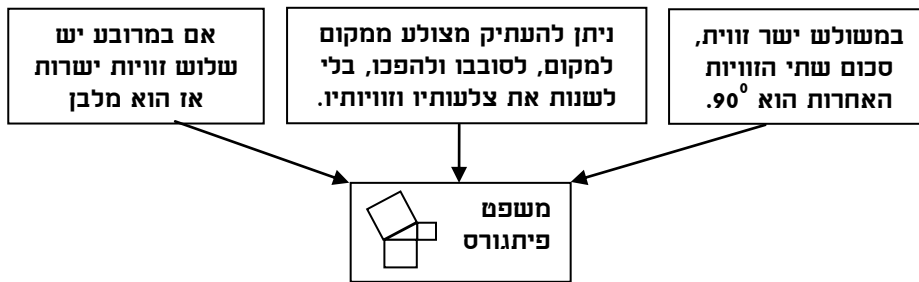 במשולש ישר זווית,
סכום שתי הזוויות
האחרות הוא 90⁰.
ניתן להעתיק מצולע ממקום
למקום, לסובבו ולהפכו, בלי
לשנות את צלעותיו וזוויותיו.
אם במרובע יש
שלוש זוויות ישרות
אז הוא מלבן
משפט
פיתגורס